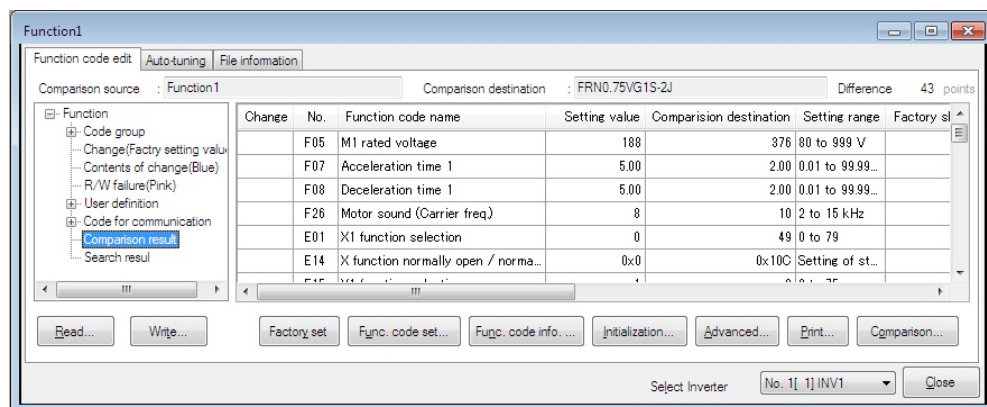 Function1
Function code edit Auto-tuning File information
Comparison source : Function1 Comparison destination : FRN0.75VG1S-2J Difference 43 points
Function
Code group
Change(Factry setting valu
Contents of change(Blue)
R/W failure(Pink)
User definition
Code for communication
Comparison result
Search resul
Change No. Function code name Setting value Comparision destination Setting range Factory sl
F05 M1 rated voltage 188 376 80 to 999 V
F07 Acceleration time 1 5.00 2.00 0.01 to 99.99...
F08 Deceleration time 1 5.00 2.00 0.01 to 99.99...
F26 Motor sound (Carrier freq.) 8 10 2 to 15 kHz
E01 X1 function selection 0 49 0 to 79
E14 X function normally open / norma... 0x0 0x10C Setting of st...
Read... Write... Factory set Func. code set... Func. code info. ... Initialization... Advanced... Print... Comparison...
Select Inverter No. 1[ 1] INV1 Close